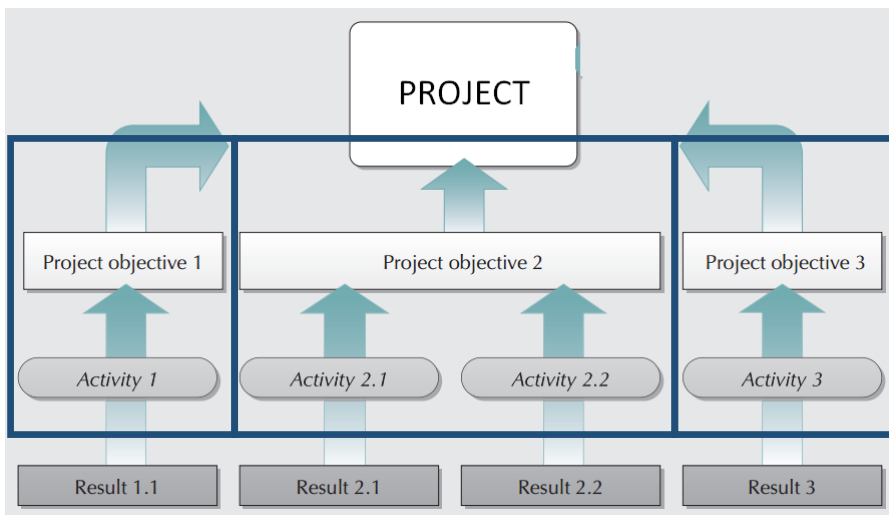 PROJECT
Project objective 1
Project objective 2
Project objective 3
Activity 1
Activity 2.1
Activity 2.2
Activity 3
Result 1.1
Result 2.1
Result 2.2
Result 3